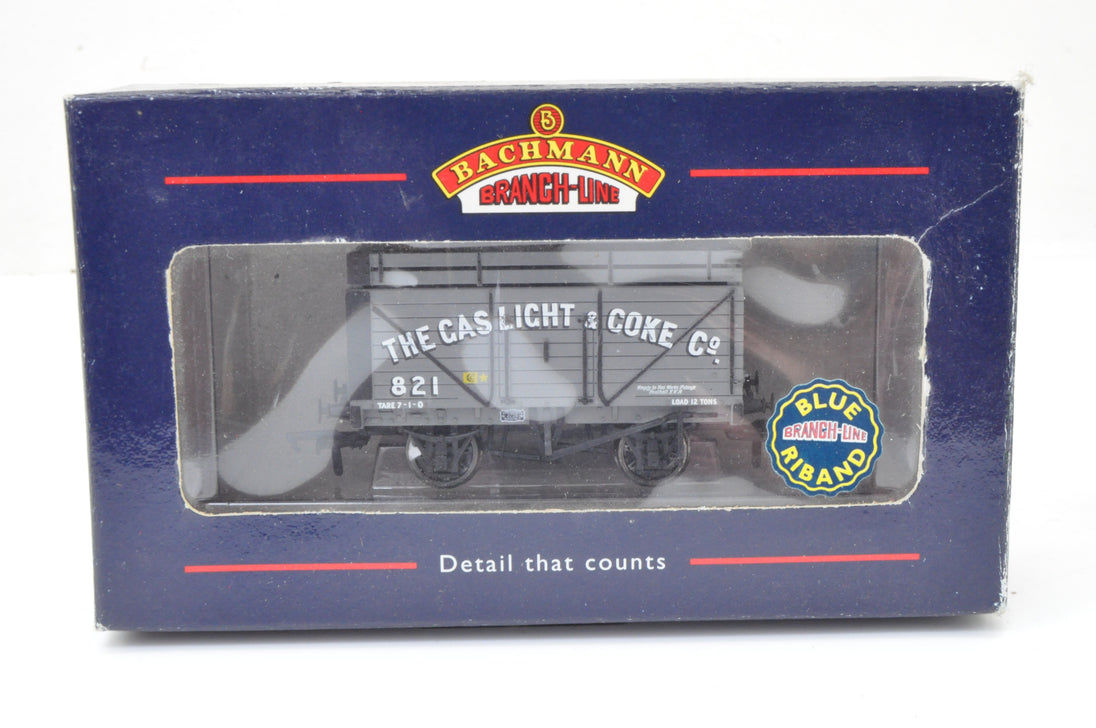 B
BACHMANN
BRANCH-LINE
THE GAS LIGHT & COKE Co.
821
C
TARE 7-1-0
LOAD 12 TONS
BLUE
BRANCH-LINE
RIBAND
Detail that counts